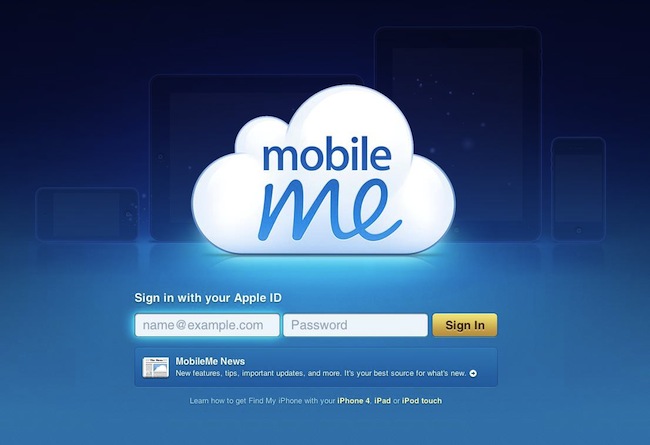 mobile
me
Sign in with your Apple ID
name@example.com Password Sign In
MobileMe News
New features, tips, important updates, and more. It's your best source for what's new.
Learn how to get Find My iPhone with your iPhone 4, iPad or iPod touch